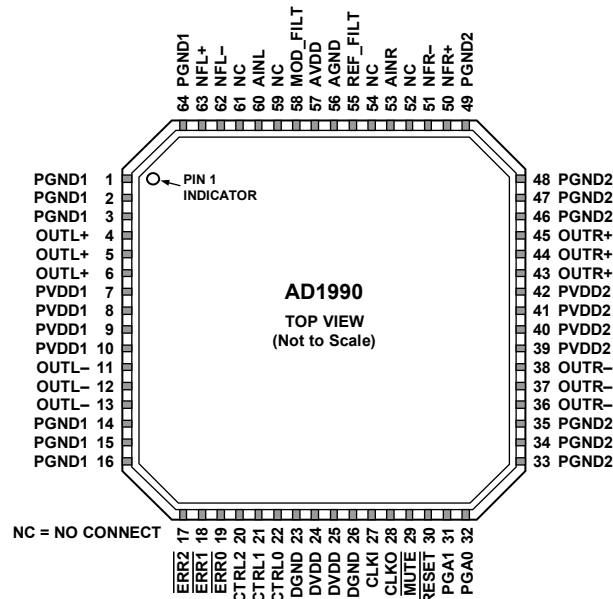 64 PGND1
63 NFL+
62 NFL–
61 NC
60 AINL
59 NC
58 MOD_FILT
57 AVDD
56 AGND
55 REF_FILT
54 NC
53 AINR
52 NC
51 NFR–
50 NFR+
49 PGND2
PGND1 1
PGND1 2
PGND1 3
OUTL+ 4
OUTL+ 5
OUTL+ 6
PVDD1 7
PVDD1 8
PVDD1 9
PVDD1 10
OUTL– 11
OUTL– 12
OUTL– 13
PGND1 14
PGND1 15
PGND1 16
PIN 1
INDICATOR
AD1990
TOP VIEW
(Not to Scale)
48 PGND2
47 PGND2
46 PGND2
45 OUTR+
44 OUTR+
43 OUTR+
42 PVDD2
41 PVDD2
40 PVDD2
39 PVDD2
38 OUTR–
37 OUTR–
36 OUTR–
35 PGND2
34 PGND2
33 PGND2
NC = NO CONNECT
ERR2 17
ERR1 18
ERR0 19
CTRL2 20
CTRL1 21
CTRL0 22
DGND 23
DVDD 24
DVDD 25
DGND 26
CLKI 27
CLKO 28
MUTE 29
RESET 30
PGA1 31
PGA0 32